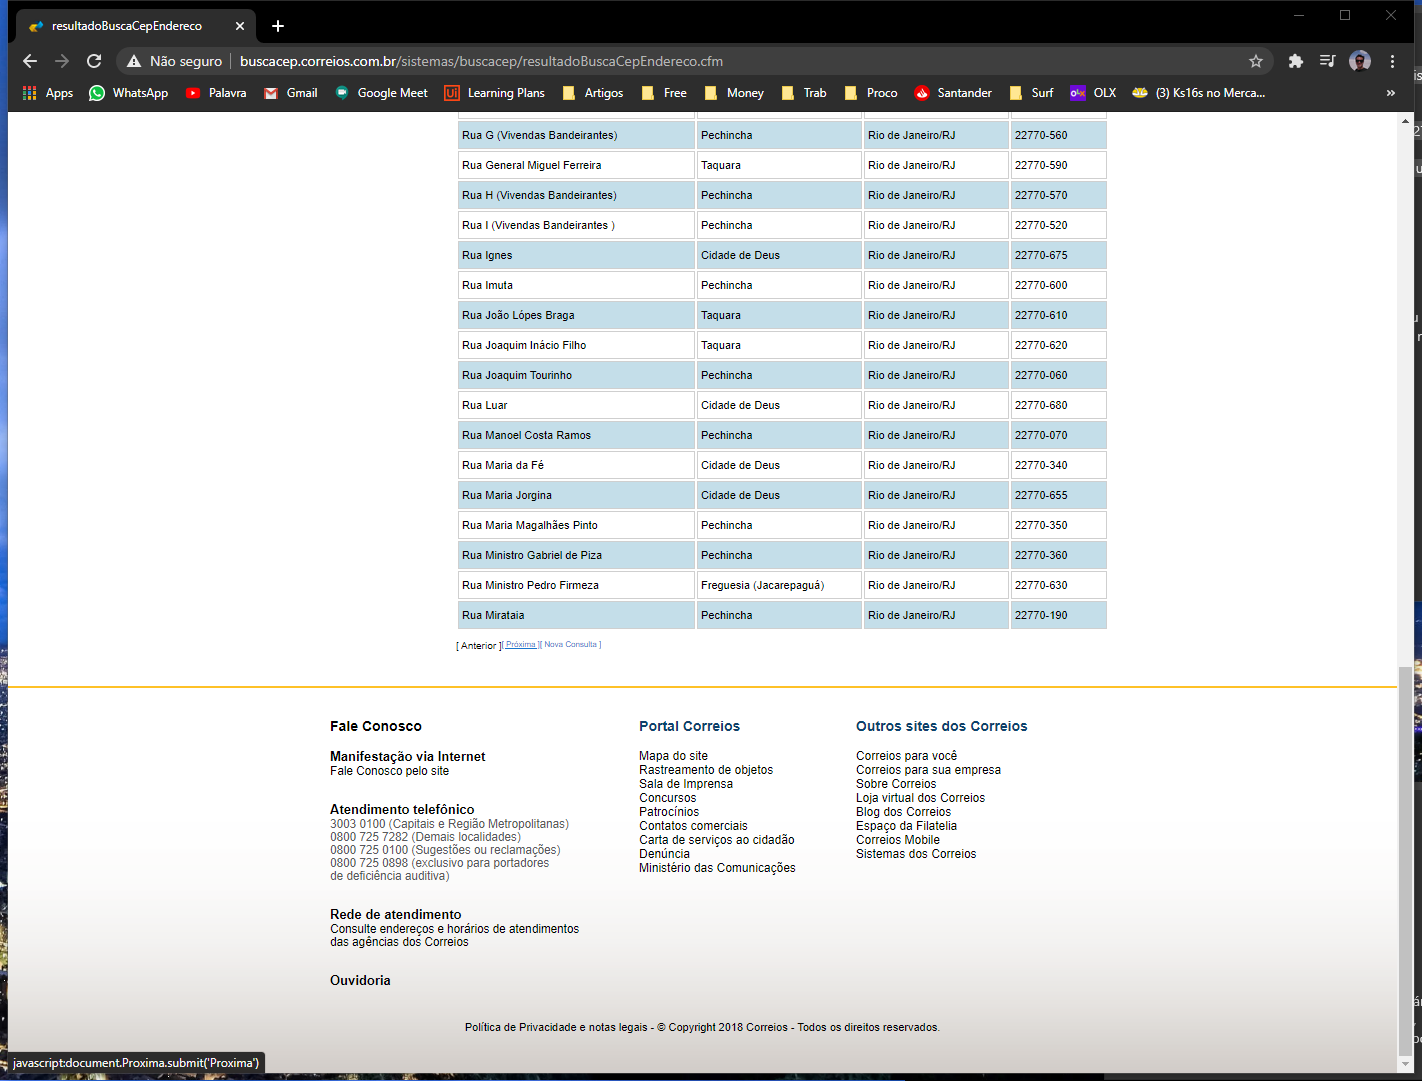 resultadoBuscaCepEndereco
Não seguro
buscacep.correios.com.br/sistemas/buscacep/resultadoBuscaCepEndereco.cfm
Apps WhatsApp Palavra Gmail Google Meet Learning Plans Artigos Free Money Trab Proco Santander Surf OLX (3) Ks16s no Merca... »
Rua G (Vivendas Bandeirantes) Pechincha Rio de Janeiro/RJ 22770-560
Rua General Miguel Ferreira Taquara Rio de Janeiro/RJ 22770-590
Rua H (Vivendas Bandeirantes) Pechincha Rio de Janeiro/RJ 22770-570
Rua I (Vivendas Bandeirantes ) Pechincha Rio de Janeiro/RJ 22770-520
Rua Ignes Cidade de Deus Rio de Janeiro/RJ 22770-675
Rua Imuta Pechincha Rio de Janeiro/RJ 22770-600
Rua João Lópes Braga Taquara Rio de Janeiro/RJ 22770-610
Rua Joaquim Inácio Filho Taquara Rio de Janeiro/RJ 22770-620
Rua Joaquim Tourinho Pechincha Rio de Janeiro/RJ 22770-060
Rua Luar Cidade de Deus Rio de Janeiro/RJ 22770-680
Rua Manoel Costa Ramos Pechincha Rio de Janeiro/RJ 22770-070
Rua Maria da Fé Cidade de Deus Rio de Janeiro/RJ 22770-340
Rua Maria Jorgina Cidade de Deus Rio de Janeiro/RJ 22770-655
Rua Maria Magalhães Pinto Pechincha Rio de Janeiro/RJ 22770-350
Rua Ministro Gabriel de Piza Pechincha Rio de Janeiro/RJ 22770-360
Rua Ministro Pedro Firmeza Freguesia (Jacarepaguá) Rio de Janeiro/RJ 22770-630
Rua Mirataia Pechincha Rio de Janeiro/RJ 22770-190
[ Anterior ][ Próxima ][ Nova Consulta ]
Fale Conosco
Manifestação via Internet
Fale Conosco pelo site
Atendimento telefônico
3003 0100 (Capitais e Região Metropolitanas)
0800 725 7282 (Demais localidades)
0800 725 0100 (Sugestões ou reclamações)
0800 725 0898 (exclusivo para portadores
de deficiência auditiva)
Rede de atendimento
Consulte endereços e horários de atendimentos
das agências dos Correios
Ouvidoria
Portal Correios
Mapa do site
Rastreamento de objetos
Sala de Imprensa
Concursos
Patrocínios
Contatos comerciais
Carta de serviços ao cidadão
Denúncia
Ministério das Comunicações
Outros sites dos Correios
Correios para você
Correios para sua empresa
Sobre Correios
Loja virtual dos Correios
Blog dos Correios
Espaço da Filatelia
Correios Mobile
Sistemas dos Correios
Política de Privacidade e notas legais - © Copyright 2018 Correios - Todos os direitos reservados.
javascript:document.Proxima.submit('Proxima')